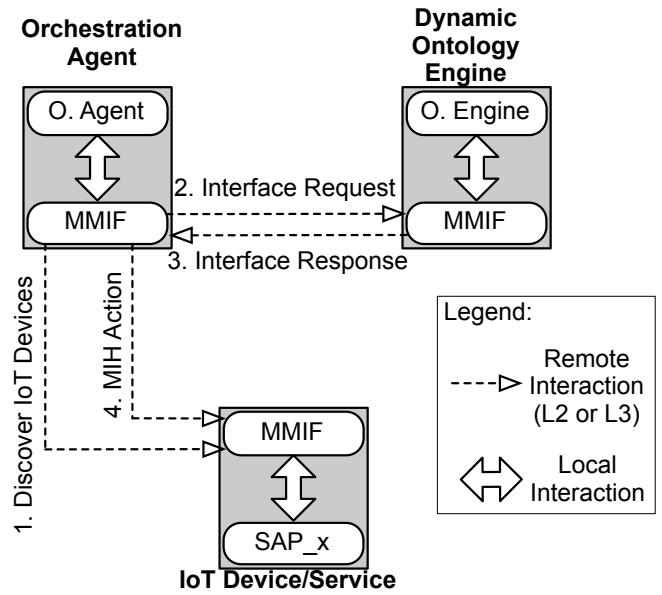 Orchestration
Agent
Dynamic
Ontology
Engine
O. Agent
O. Engine
2. Interface Request
MMIF
MMIF
3. Interface Response
1. Discover IoT Devices
4. MIH Action
Legend:
Remote
Interaction
(L2 or L3)
Local
Interaction
MMIF
SAP_x
IoT Device/Service